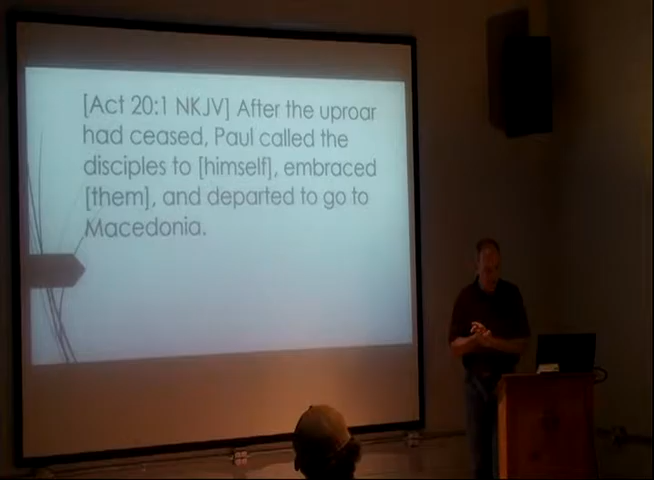 [Act 20:1 NKJV] After the uproar
had ceased, Paul called the
disciples to [himself], embraced
[them], and departed to go to
Macedonia.